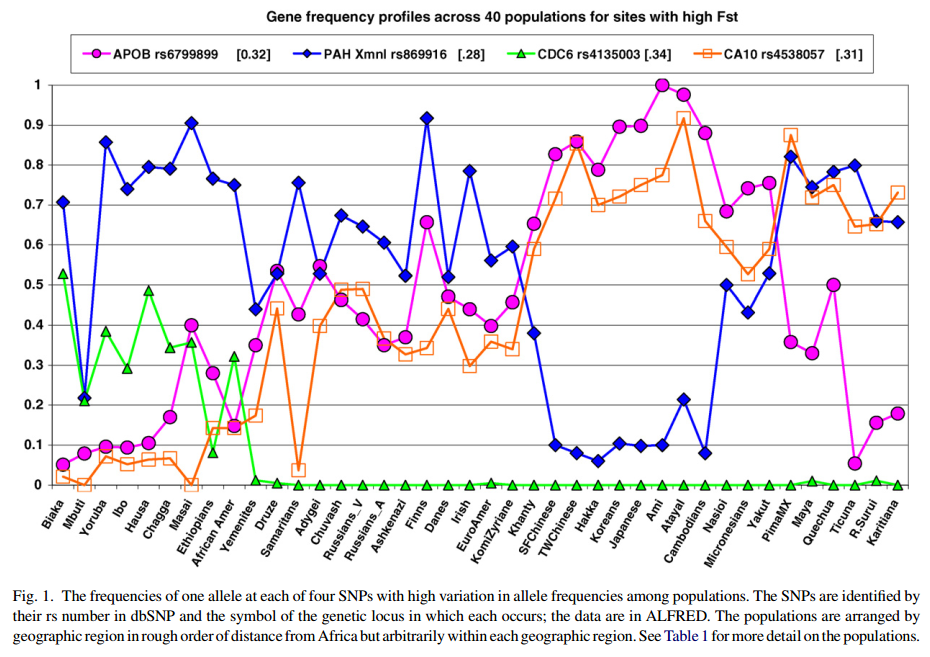 Gene frequency profiles across 40 populations for sites with high Fst
APOB rs6799899 [0.32]
PAH XmnI rs869916 [.28]
CDC6 rs4135003 [.34]
CA10 rs4538057 [.31]
1
0.9
0.8
0.7
0.6
0.5
0.4
0.3
0.2
0.1
0
Biaka
Mbuti
Yoruba
Ibo
Hausa
Chagga
Masai
Ethiopians
African Amer
Yemenites
Druze
Samaritans
Adygei
Chuvash
Russians_V
Russians_A
Ashkenazi
Finns
Danes
Irish
EuroAmer
KomiZyriane
Khanty
SFChinese
TWChinese
Hakka
Koreans
Japanese
Ami
Atayal
Cambodians
Nasioi
Micronesians
Yakut
PimaMX
Maya
Quechua
Ticuna
R.Surui
Karitiana
Fig. 1. The frequencies of one allele at each of four SNPs with high variation in allele frequencies among populations. The SNPs are identified by
their rs number in dbSNP and the symbol of the genetic locus in which each occurs; the data are in ALFRED. The populations are arranged by
geographic region in rough order of distance from Africa but arbitrarily within each geographic region. See Table 1 for more detail on the populations.